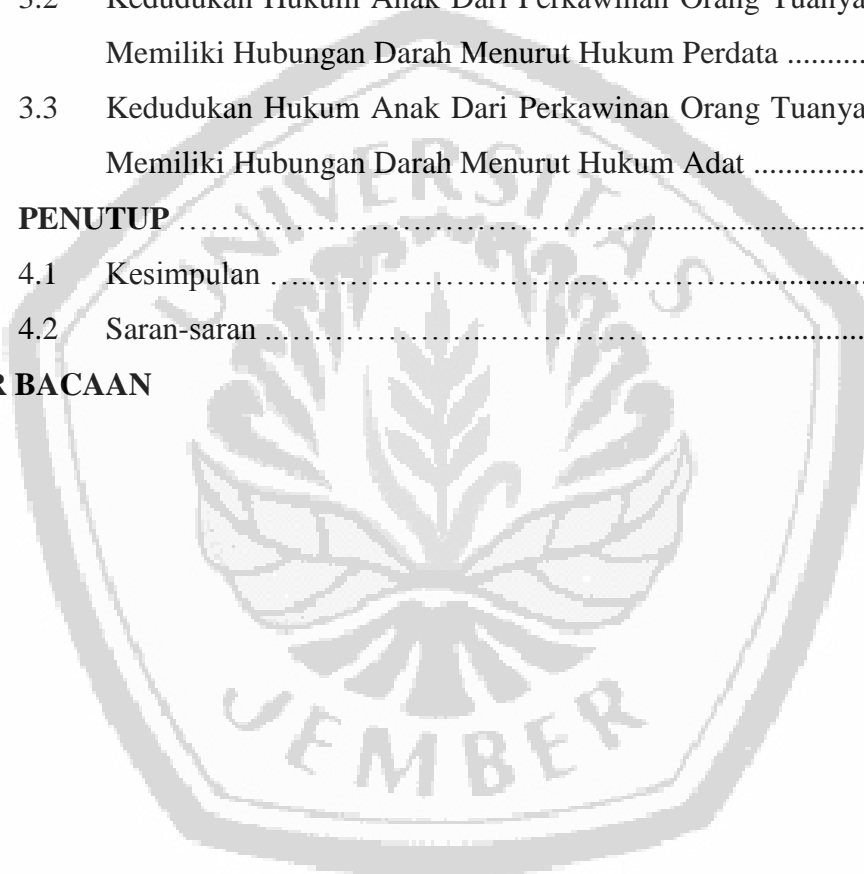 3.2 Kedudukan Hukum Anak Dari Perkawinan Orang Tuanya
Memiliki Hubungan Darah Menurut Hukum Perdata ...........
3.3 Kedudukan Hukum Anak Dari Perkawinan Orang Tuanya
Memiliki Hubungan Darah Menurut Hukum Adat ...............
PENUTUP ................................................................
4.1 Kesimpulan ................................................................
4.2 Saran-saran ................................................................
R BACAAN
UNIVERSITAS
JEMBER